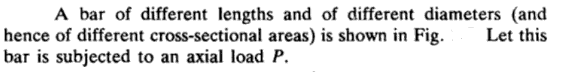 A bar of different lengths and of different diameters (and
hence of different cross-sectional areas) is shown in Fig. Let this
bar is subjected to an axial load P.